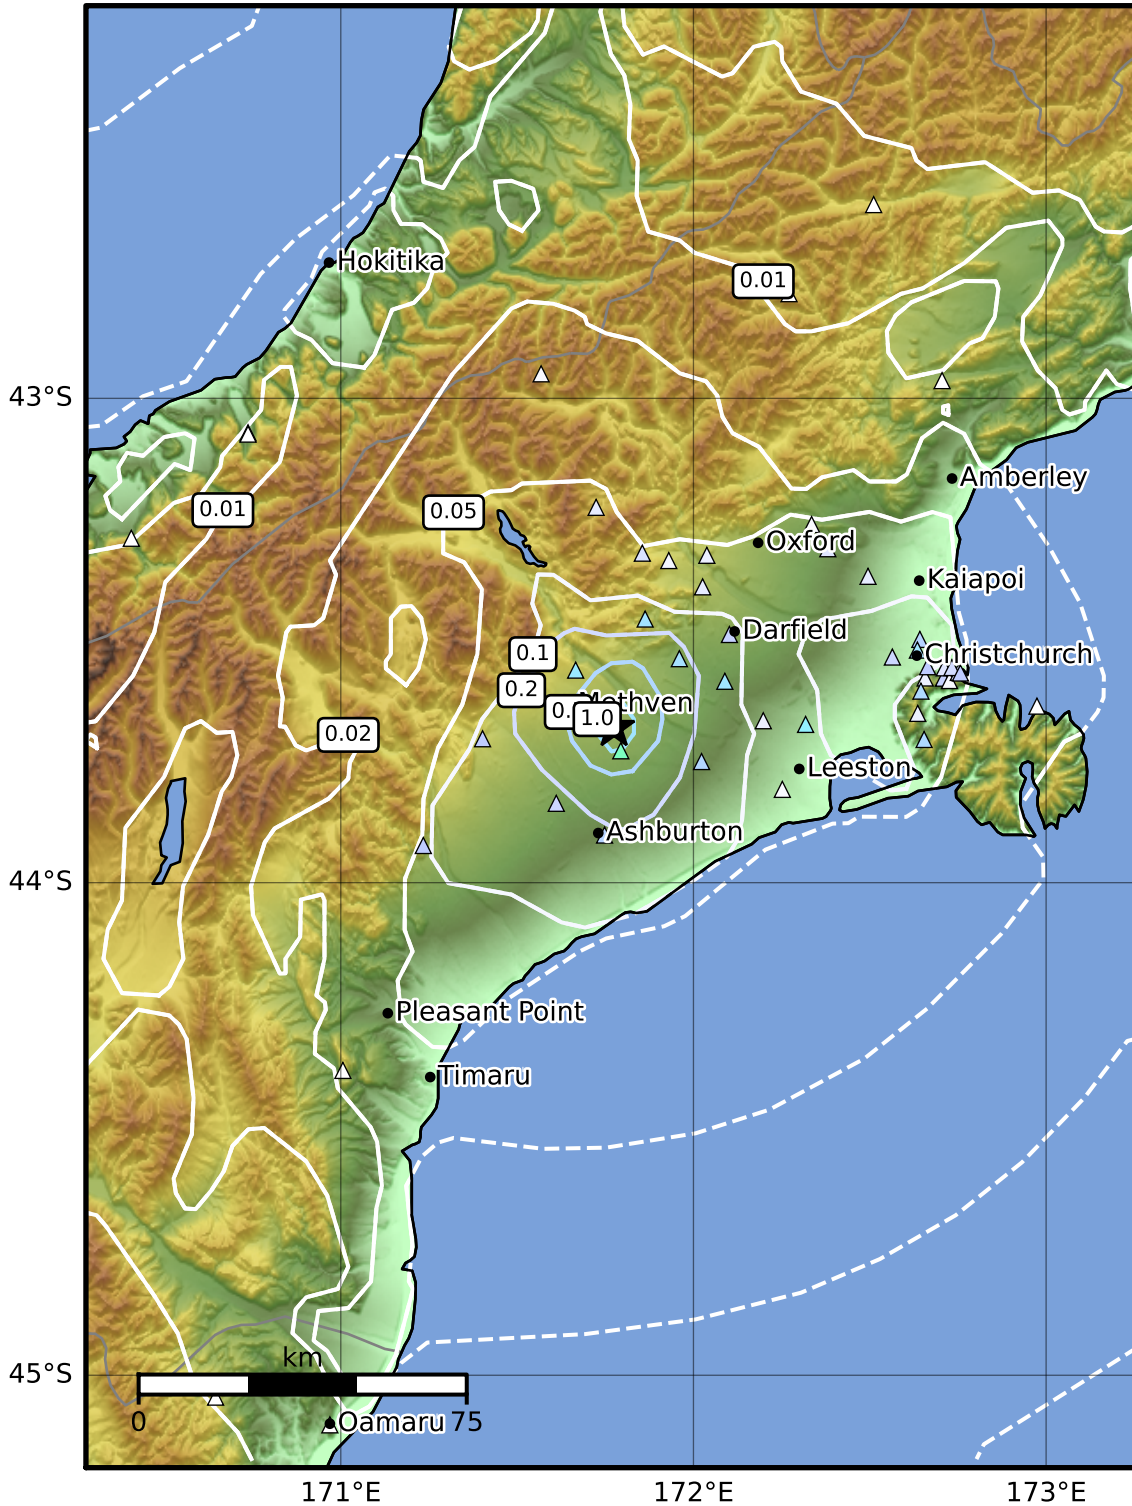 Hokitika
0.01
43°S
Amberley
0.01
0.05
Oxford
Kaiapoi
Darfield
0.1
Christchurch
0.2
Methven
0.
1.0
0.02
Leeston
Ashburton
44°S
Pleasant Point
Timaru
km
45°S
0
75
Oamaru
171°E
172°E
173°E